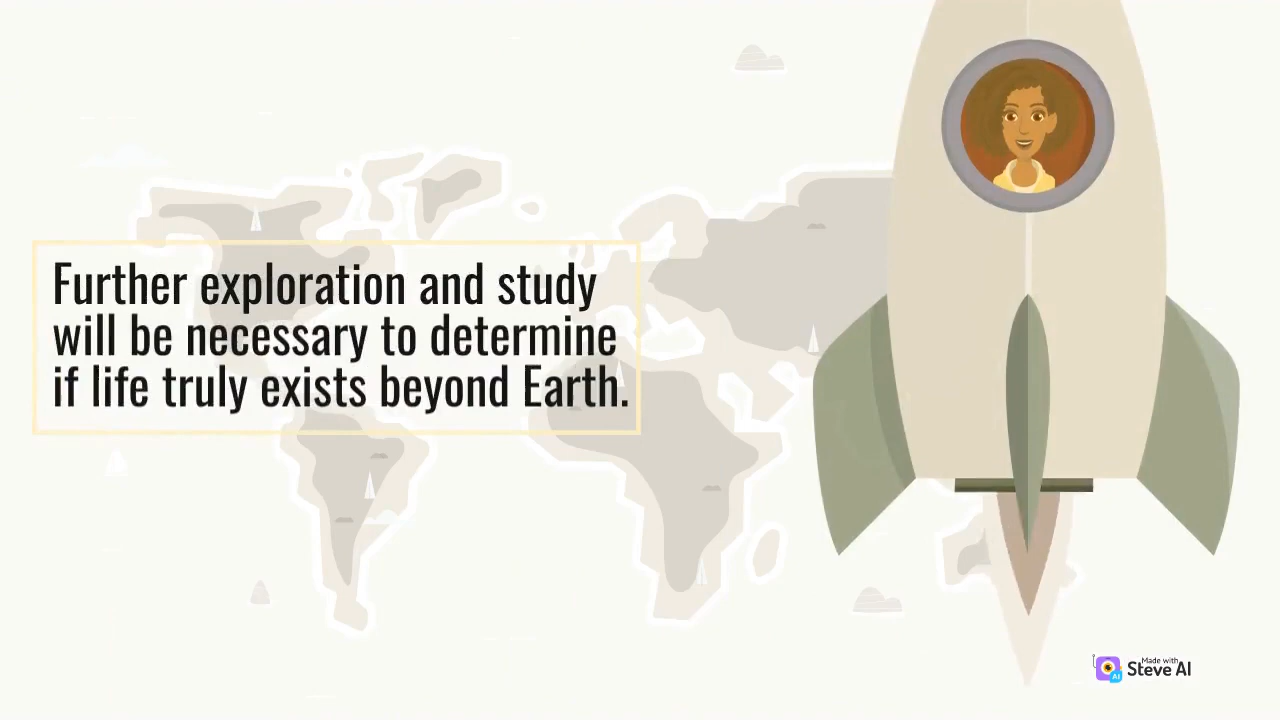 Further exploration and study
will be necessary to determine
if life truly exists beyond Earth.
Made with
Steve AI
AI